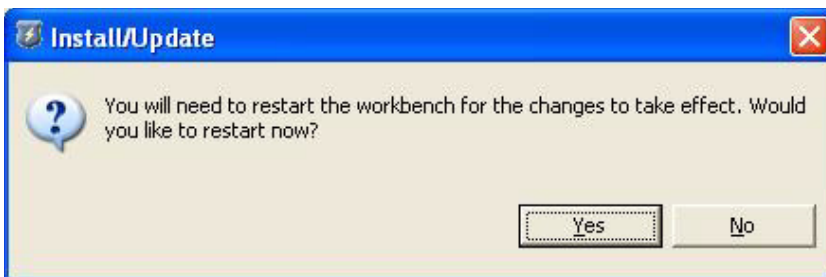 Install/Update
You will need to restart the workbench for the changes to take effect. Would
you like to restart now?
Yes
No